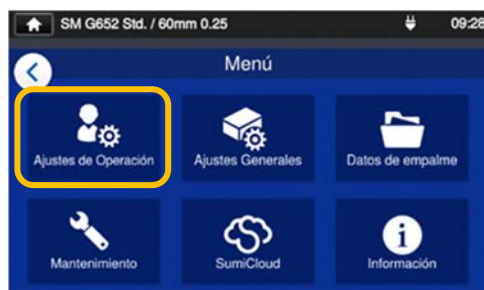 SM G652 Std. / 60mm 0.25 09:28
Menú
Ajustes de Operación Ajustes Generales Datos de empalme
Mantenimiento SumiCloud Información